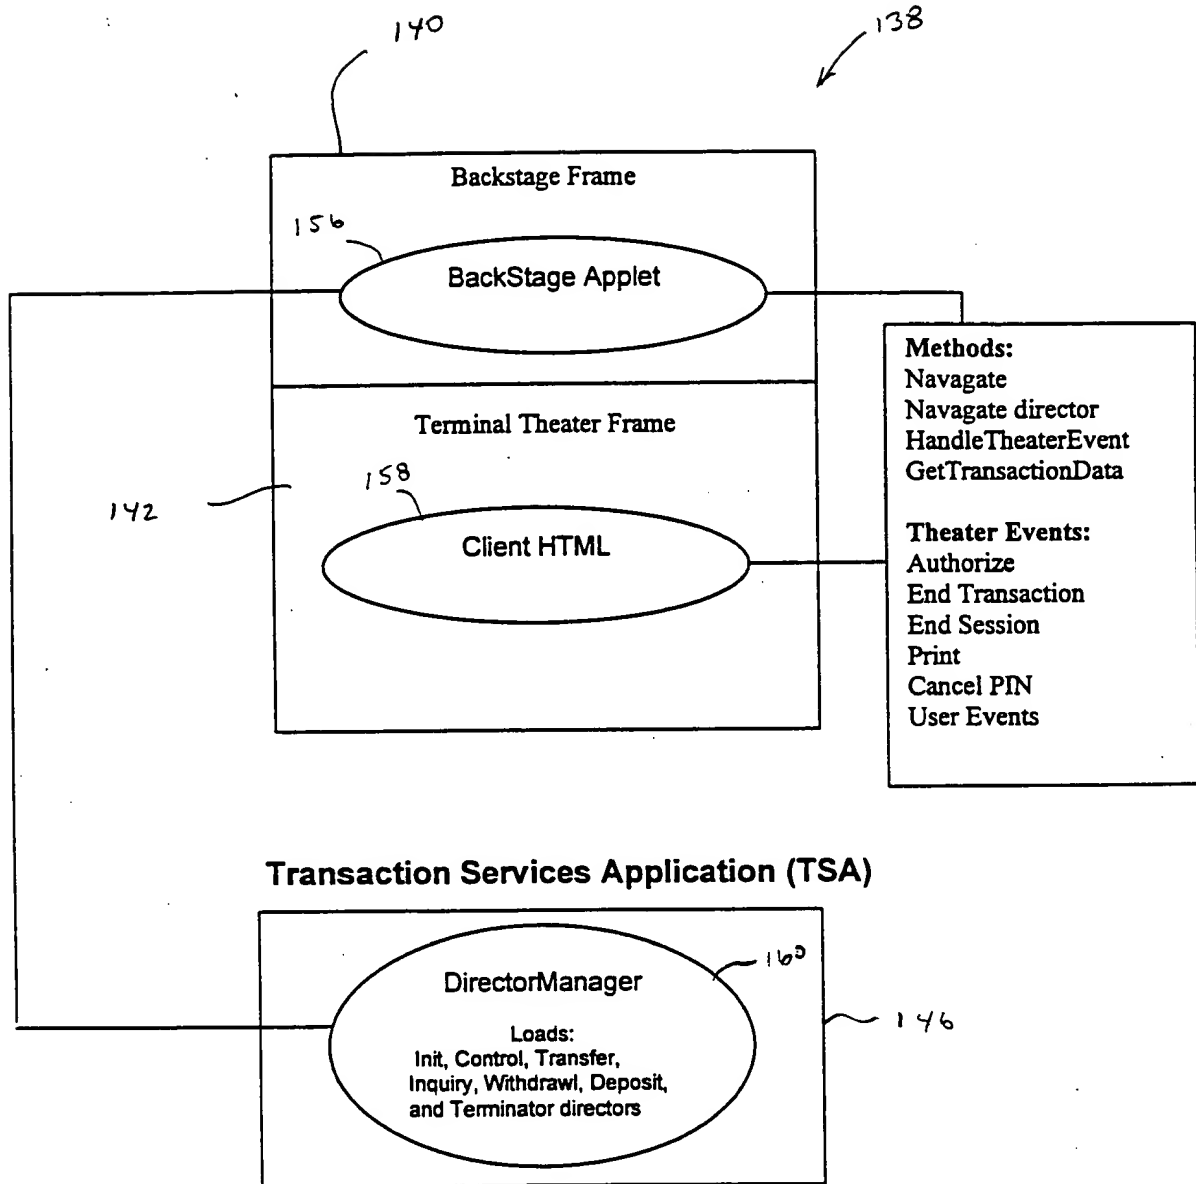 140
138
Backstage Frame
156
BackStage Applet
Methods:
Navagate
Navagate director
HandleTheaterEvent
GetTransactionData
Theater Events:
Authorize
End Transaction
End Session
Print
Cancel PIN
User Events
Terminal Theater Frame
158
142
Client HTML
Transaction Services Application (TSA)
160
DirectorManager
146
Loads:
Init, Control, Transfer,
Inquiry, Withdrawl, Deposit,
and Terminator directors